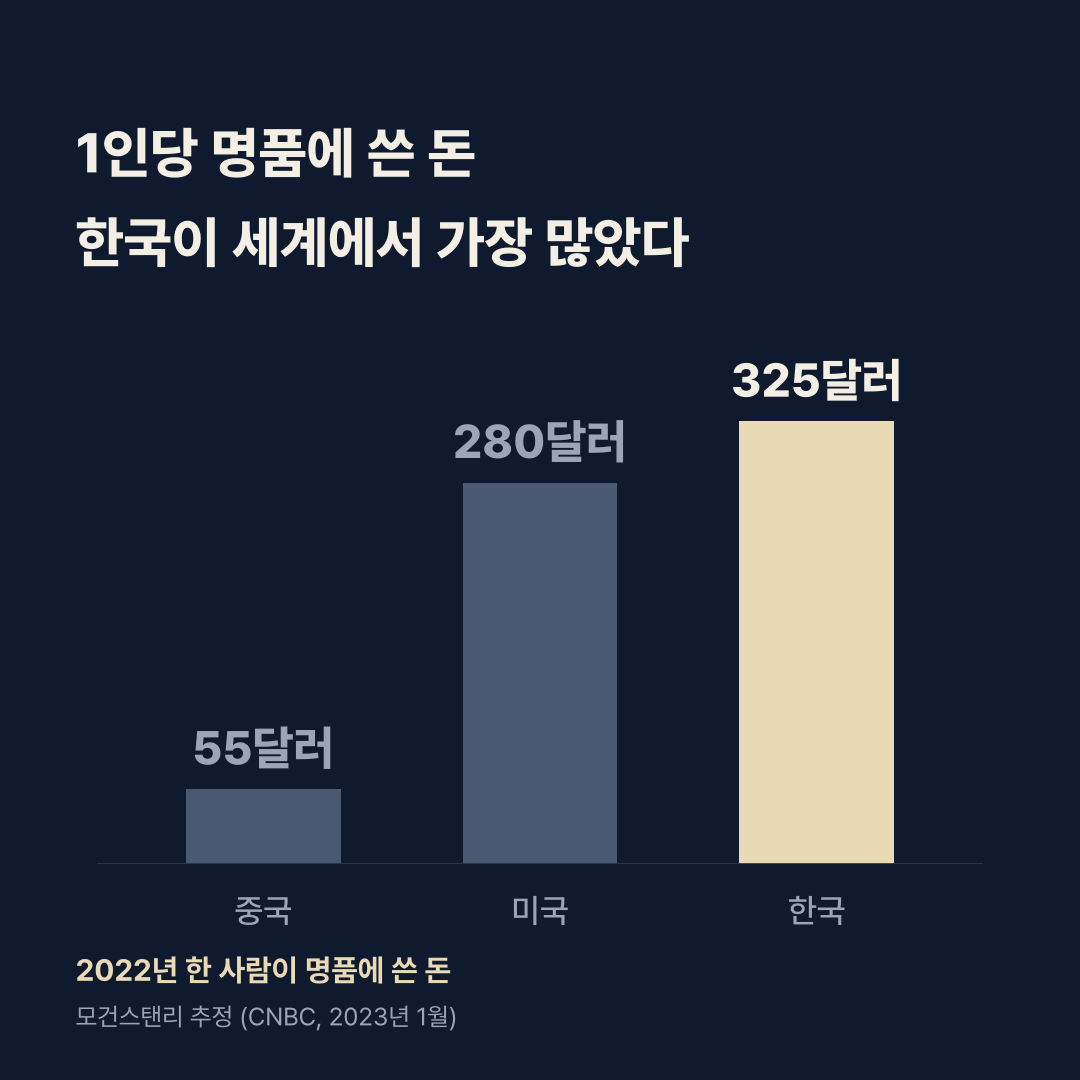 1인당 명품에 쓴 돈
한국이 세계에서 가장 많았다
325달러
280달러
55달러
중국
미국
한국
2022년 한 사람이 명품에 쓴 돈
모건스탠리 추정 (CNBC, 2023년 1월)